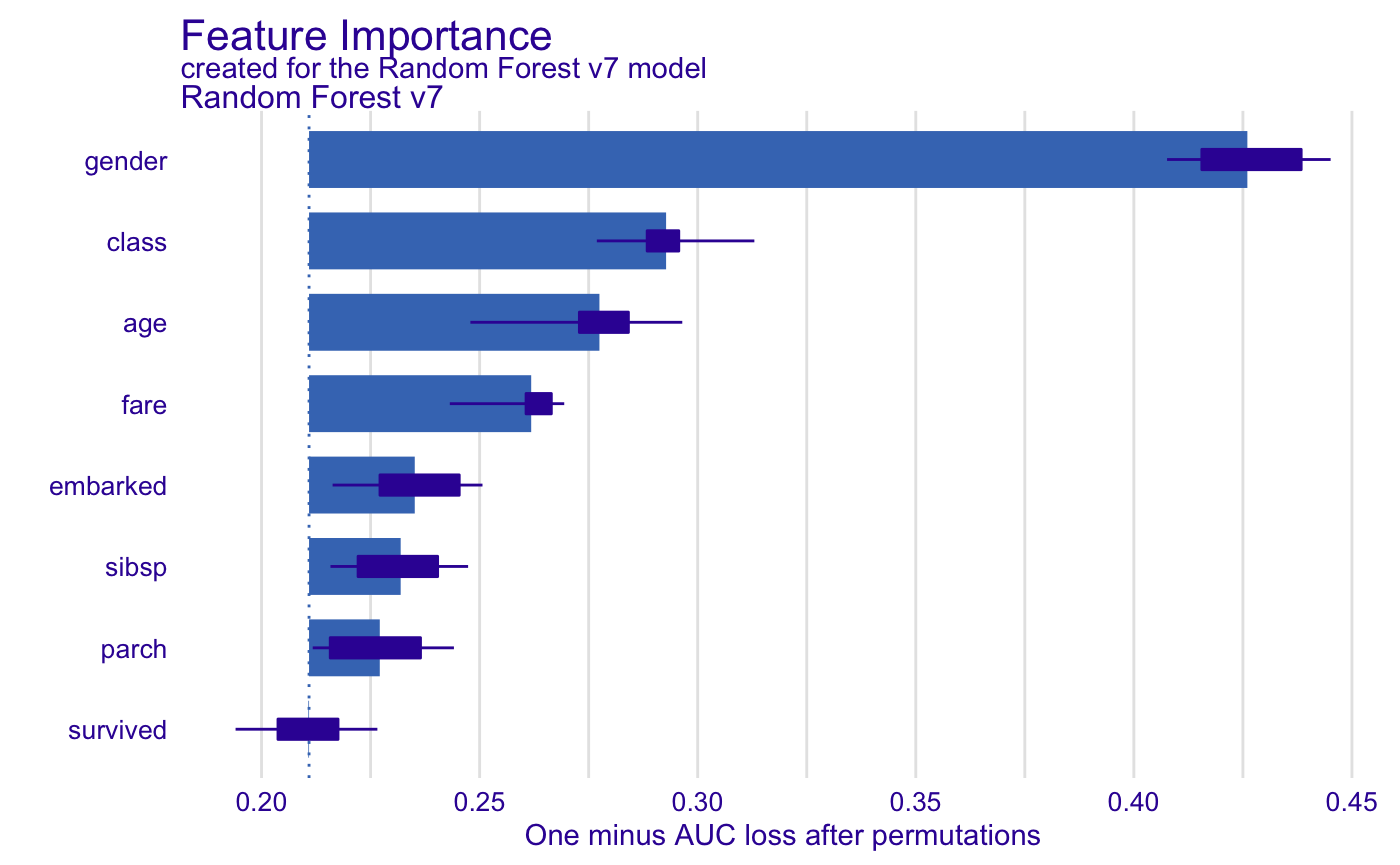 Feature Importance
created for the Random Forest v7 model
Random Forest v7
gender
class
age
fare
embarked
sibsp
parch
survived
0.20 0.25 0.30 0.35 0.40 0.45
One minus AUC loss after permutations